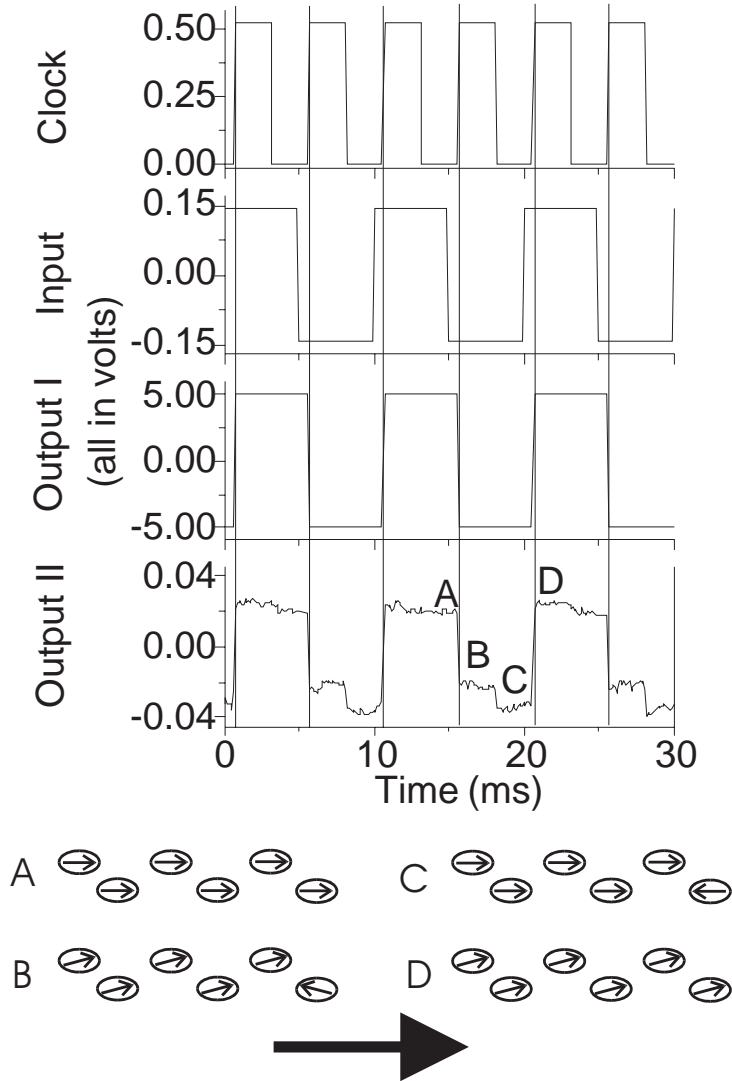 Clock
0.50
0.25
0.00
Input
0.15
0.00
-0.15
(all in volts)
Output I
5.00
0.00
-5.00
Output II
0.04
0.00
-0.04
A
B
C
D
0
10
20
30
Time (ms)
A
C
B
D